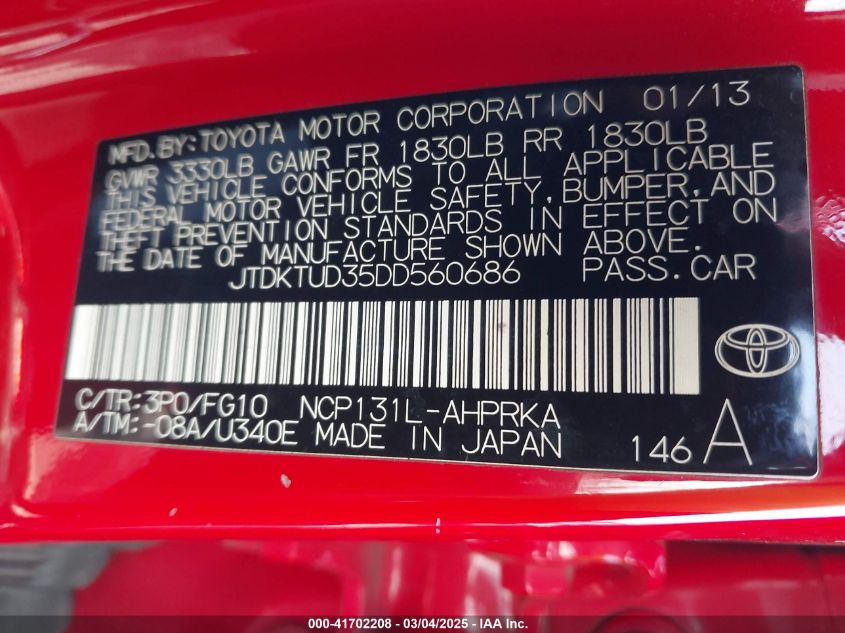 MFD.BY:TOYOTA MOTOR CORPORATION 01/13
GVWR 3330LB GAWR FR 1830LB RR 1830LB
THIS VEHICLE CONFORMS TO ALL APPLICABLE
FEDERAL MOTOR VEHICLE SAFETY, BUMPER, AND
THEFT PREVENTION STANDARDS IN EFFECT ON
THE DATE OF MANUFACTURE SHOWN ABOVE.
JTDKTUD35DD560686 PASS.CAR
C/TR:3P0/FG10 NCP131L-AHPRKA
A/TM:-08A/U340E MADE IN JAPAN
146 A
000-41702208 - 03/04/2025 - IAA Inc.